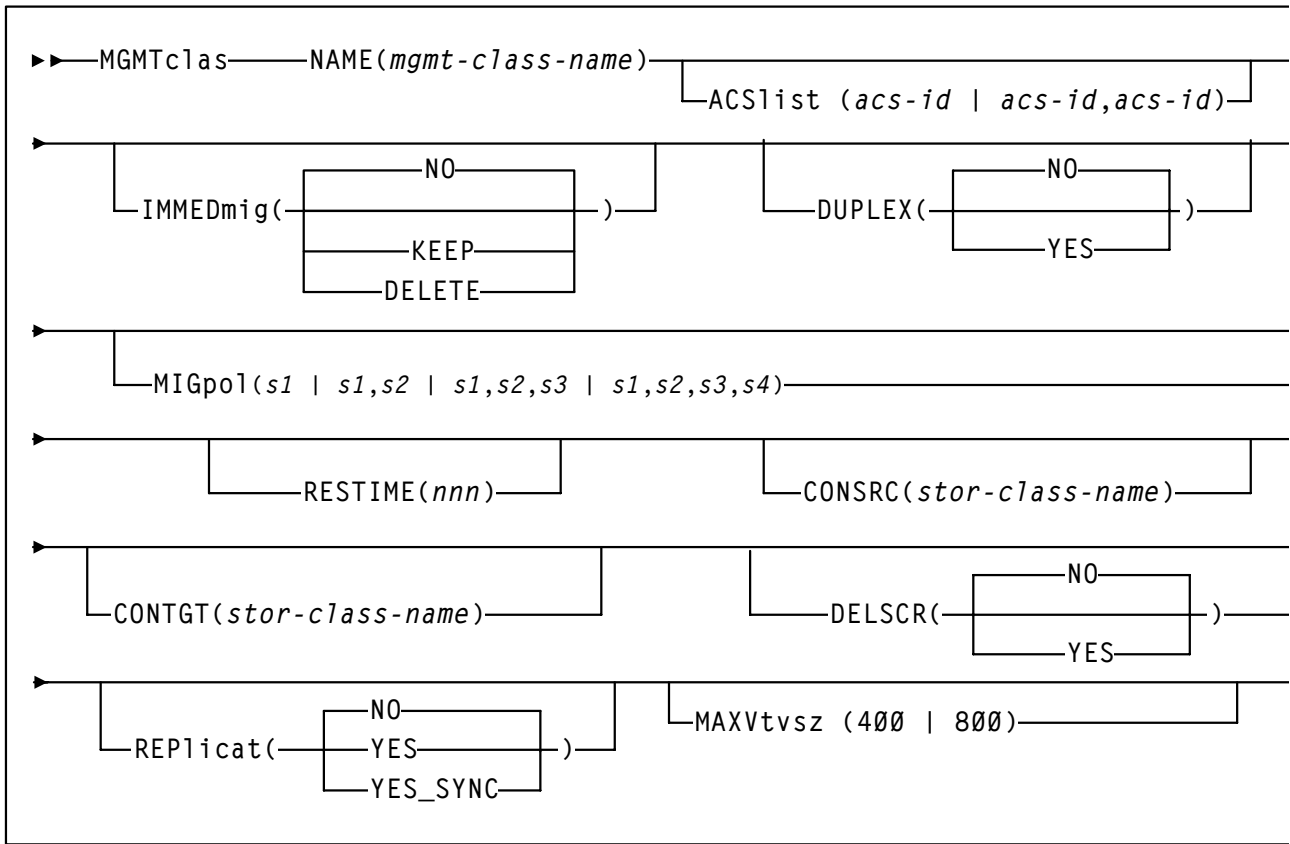 MGMTclas NAME(mgmt-class-name)
ACSlist (acs-id | acs-id,acs-id)
NO NO
IMMEDmig( ) DUPLEX( )
KEEP YES
DELETE
MIGpol(s1 | s1,s2 | s1,s2,s3 | s1,s2,s3,s4)
RESTIME(nnn) CONSRC(stor-class-name)
NO
CONTGT(stor-class-name) DELSCR( )
YES
NO
REPlicat( YES ) MAXVtvsz (4ØØ | 8ØØ)
YES_SYNC